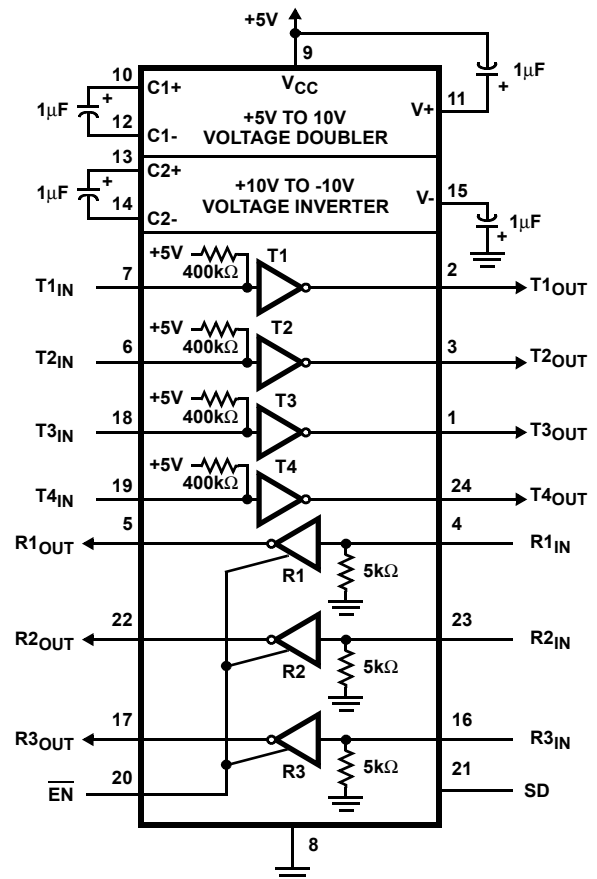 +5V
9
10 C1+ VCC 1μF
1μF + +5V TO 10V V+ 11 +
12 C1- VOLTAGE DOUBLER
13 C2+
1μF + +10V TO -10V V- 15
14 C2- VOLTAGE INVERTER + 1μF
+5V T1
T1IN 7 400kΩ 2 T1OUT
+5V T2
T2IN 6 400kΩ 3 T2OUT
+5V T3
T3IN 18 400kΩ 1 T3OUT
+5V T4
T4IN 19 400kΩ 24 T4OUT
R1OUT 5 4 R1IN
R1 5kΩ
R2OUT 22 23 R2IN
R2 5kΩ
R3OUT 17 16 R3IN
R3 5kΩ
EN 20 21 SD
8